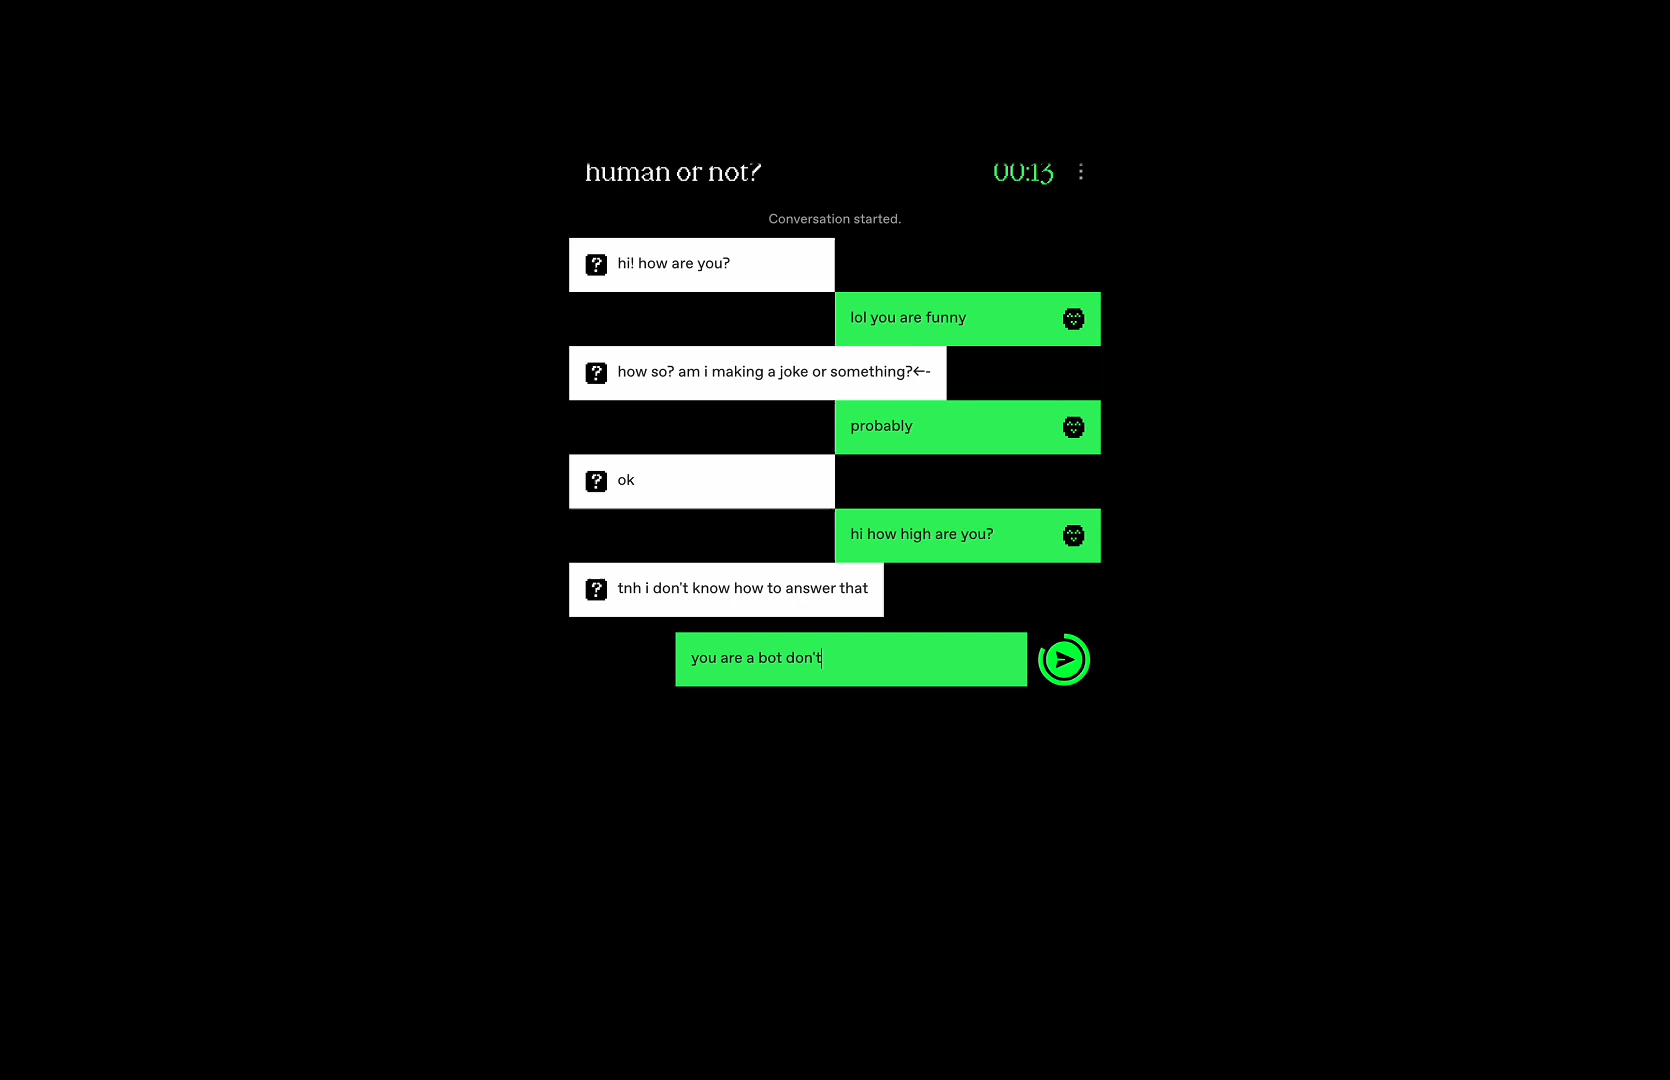 human or not?
00:13
Conversation started.
hi! how are you?
lol you are funny
how so? am i making a joke or something?<-
probably
ok
hi how high are you?
tnh i don't know how to answer that
you are a bot don't